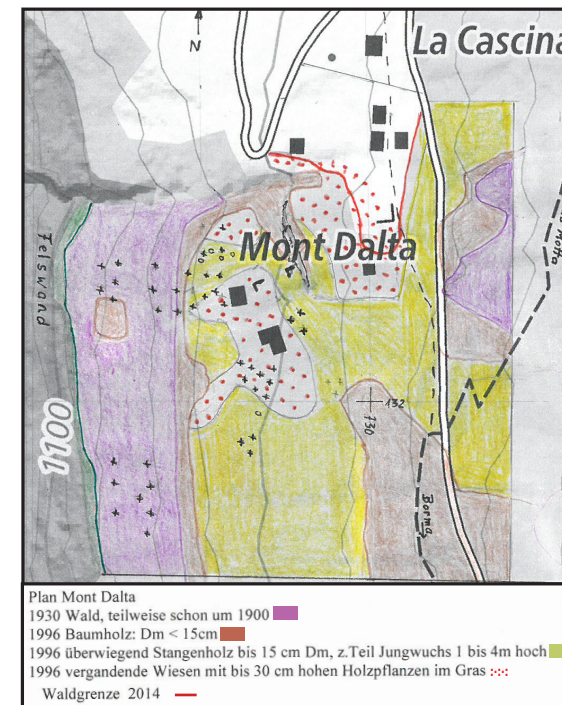 La Cascina
N
Mont Dalta
Felswand
1100
132
730
Borma
Plan Mont Dalta
1930 Wald, teilweise schon um 1900
1996 Baumholz: Dm < 15cm
1996 überwiegend Stangenholz bis 15 cm Dm, z.Teil Jungwuchs 1 bis 4m hoch
1996 vergandende Wiesen mit bis 30 cm hohen Holzpflanzen im Gras
Waldgrenze 2014